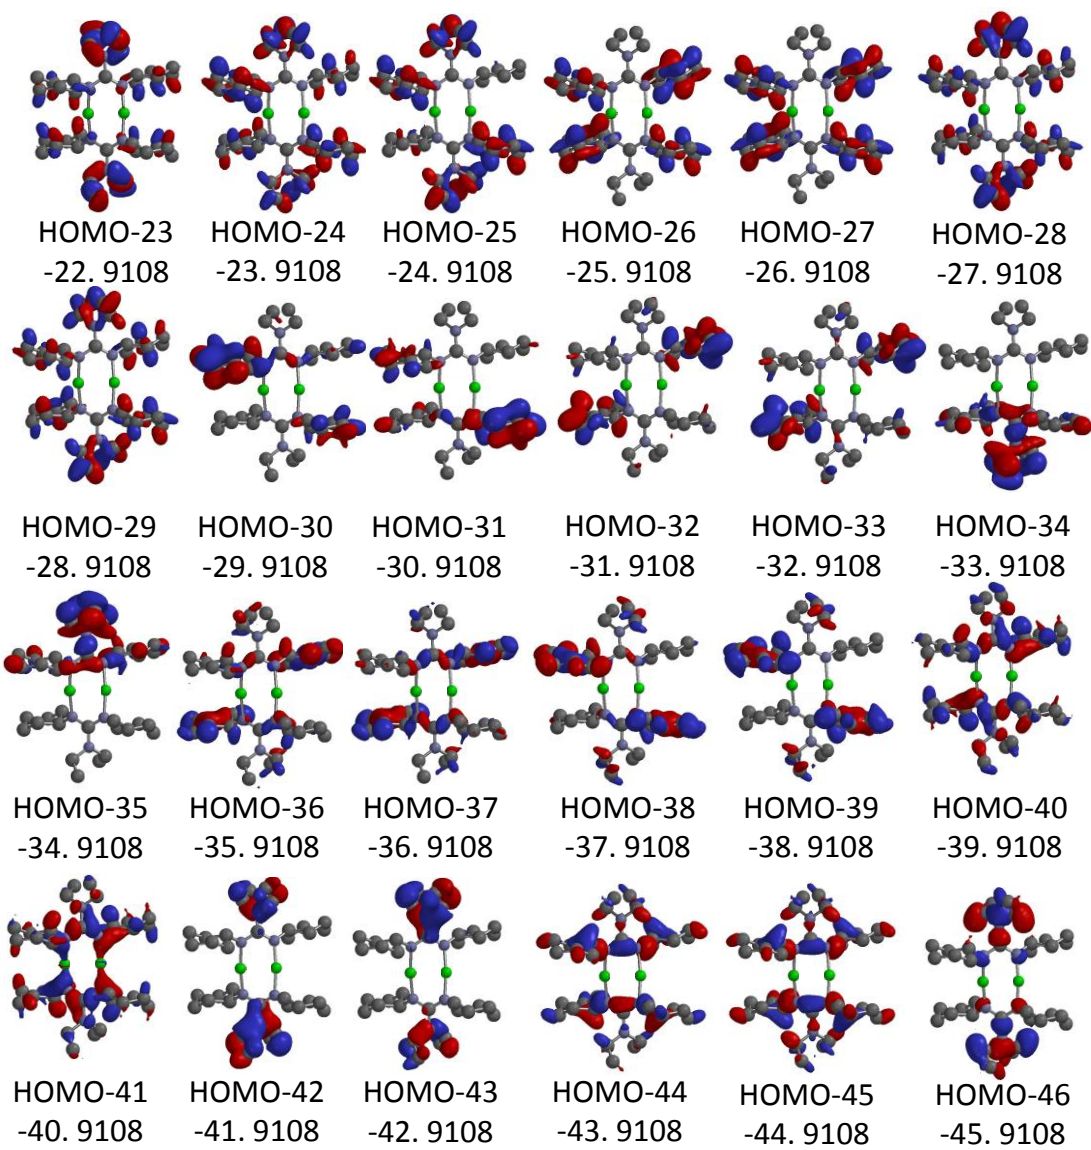 HOMO-23 HOMO-24 HOMO-25 HOMO-26 HOMO-27 HOMO-28
-22. 9108 -23. 9108 -24. 9108 -25. 9108 -26. 9108 -27. 9108
HOMO-29 HOMO-30 HOMO-31 HOMO-32 HOMO-33 HOMO-34
-28. 9108 -29. 9108 -30. 9108 -31. 9108 -32. 9108 -33. 9108
HOMO-35 HOMO-36 HOMO-37 HOMO-38 HOMO-39 HOMO-40
-34. 9108 -35. 9108 -36. 9108 -37. 9108 -38. 9108 -39. 9108
HOMO-41 HOMO-42 HOMO-43 HOMO-44 HOMO-45 HOMO-46
-40. 9108 -41. 9108 -42. 9108 -43. 9108 -44. 9108 -45. 9108